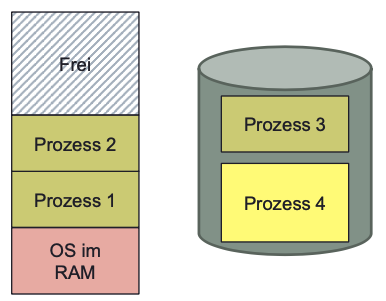 Frei
Prozess 2
Prozess 1
OS im
RAM
Prozess 3
Prozess 4